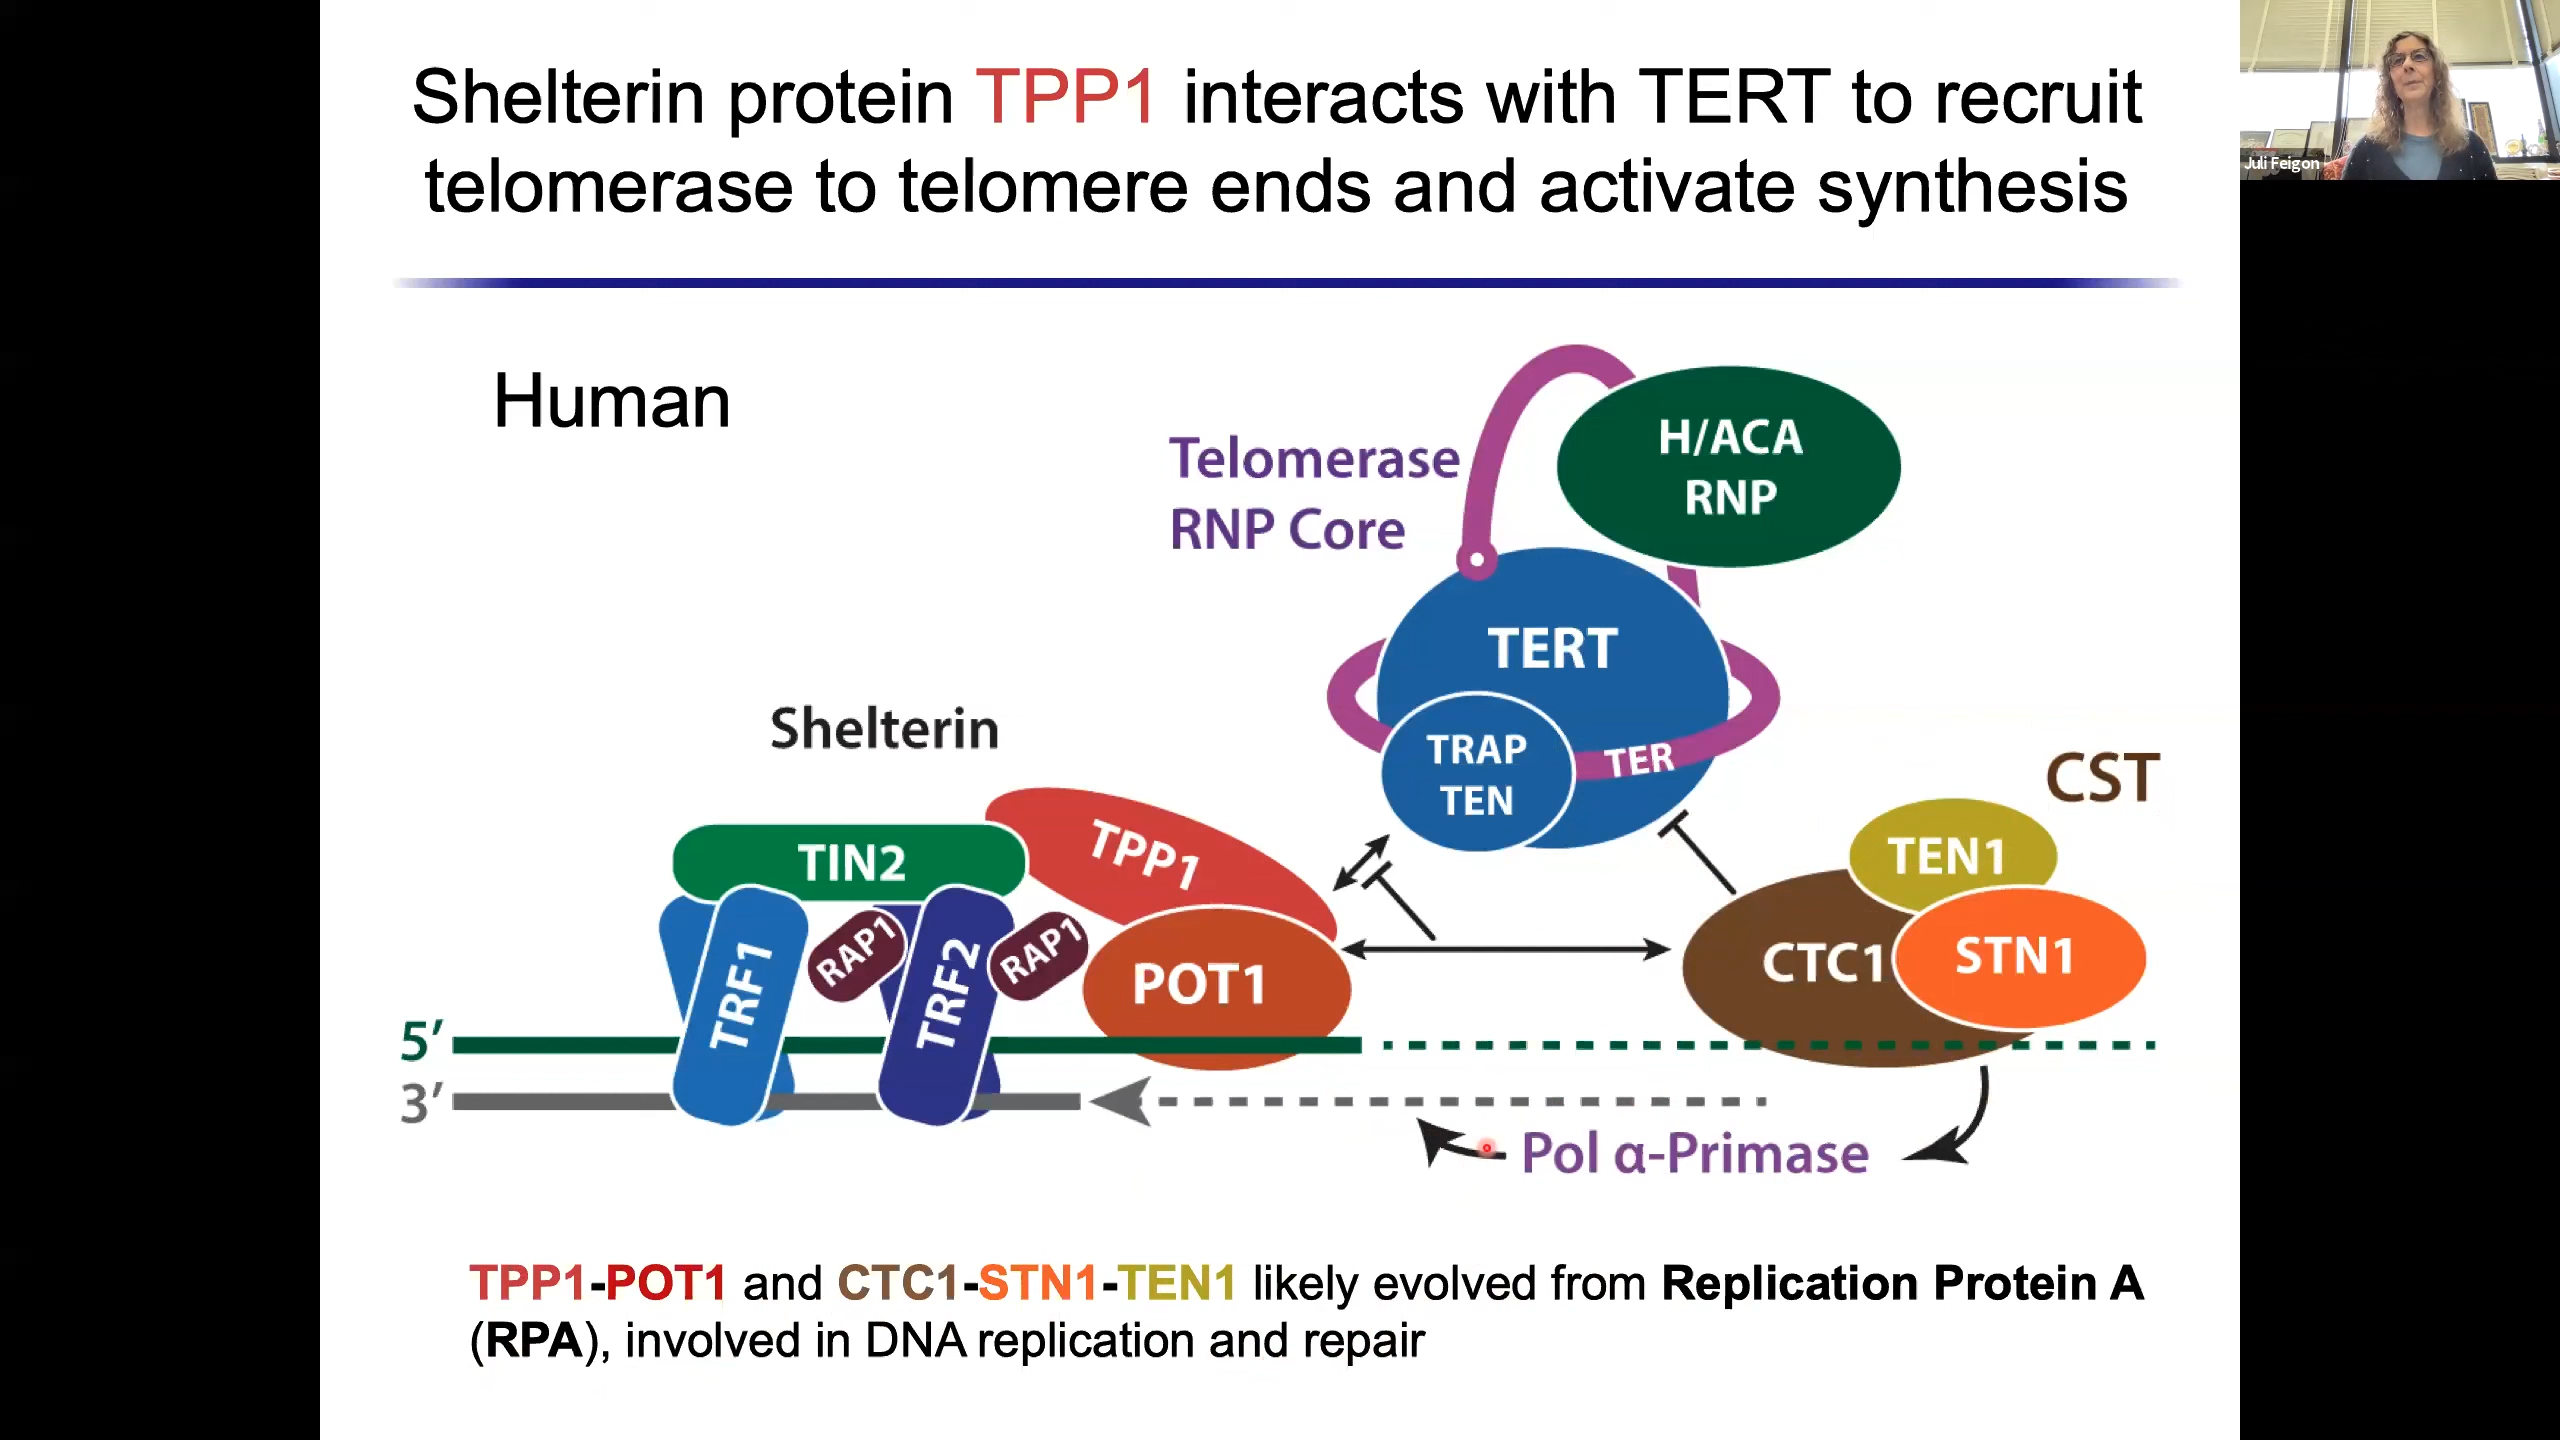 Shelterin protein TPP1 interacts with TERT to recruit
telomerase to telomere ends and activate synthesis
Juli Feigon
Human
Telomerase
RNP Core
H/ACA
RNP
TERT
TRAP
TEN
TER
Shelterin
CST
TIN2
TPP1
TEN1
TRF1
RAP1
TRF2
RAP1
POT1
CTC1
STN1
5′
3′
Pol α-Primase
TPP1-POT1 and CTC1-STN1-TEN1 likely evolved from Replication Protein A
(RPA), involved in DNA replication and repair